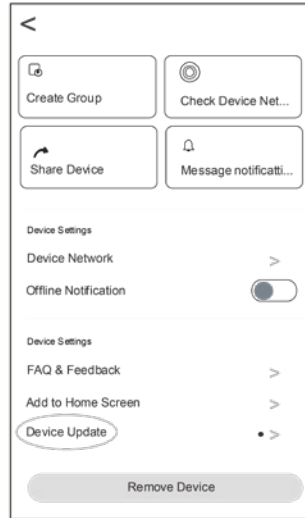 Create Group
Check Device Net...
Share Device
Message notificatti...
Device Settings
Device Network
Offline Notification
Device Settings
FAQ & Feedback
Add to Home Screen
Device Update
Remove Device